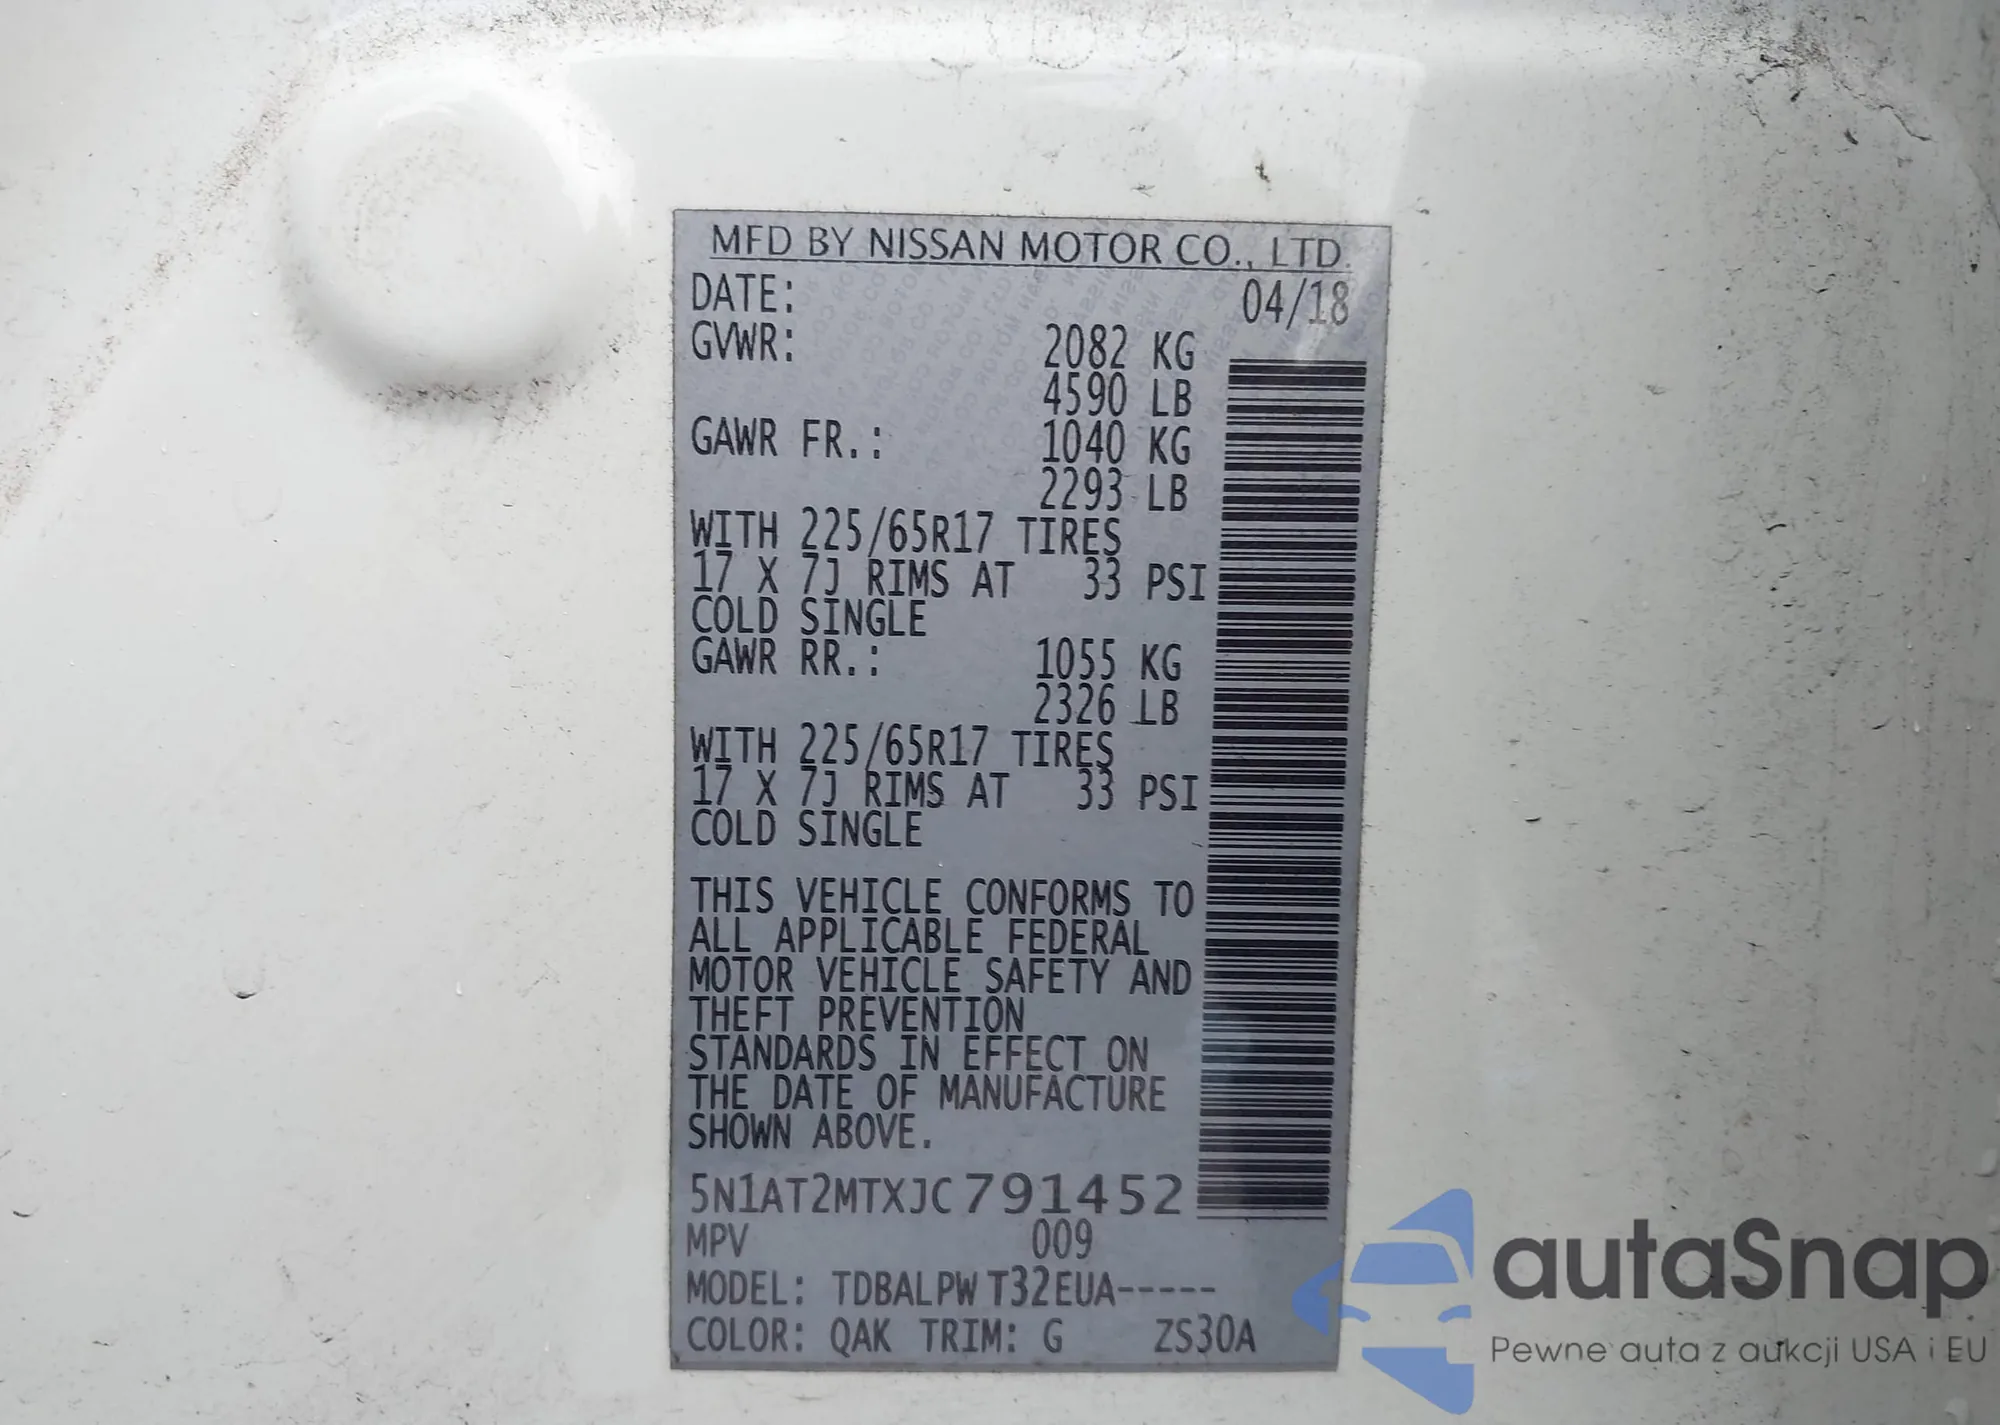 MFD BY NISSAN MOTOR CO., LTD.
DATE: 04/18
GVWR: 2082 KG
4590 LB
GAWR FR.: 1040 KG
2293 LB
WITH 225/65R17 TIRES
17 X 7J RIMS AT 33 PSI
COLD SINGLE
GAWR RR.: 1055 KG
2326 LB
WITH 225/65R17 TIRES
17 X 7J RIMS AT 33 PSI
COLD SINGLE
THIS VEHICLE CONFORMS TO
ALL APPLICABLE FEDERAL
MOTOR VEHICLE SAFETY AND
THEFT PREVENTION
STANDARDS IN EFFECT ON
THE DATE OF MANUFACTURE
SHOWN ABOVE.
5N1AT2MTXJC791452
MPV 009
MODEL: TDBALPW T32EUA-----
COLOR: QAK TRIM: G ZS30A
autaSnap
Pewne auta z aukcji USA i EU